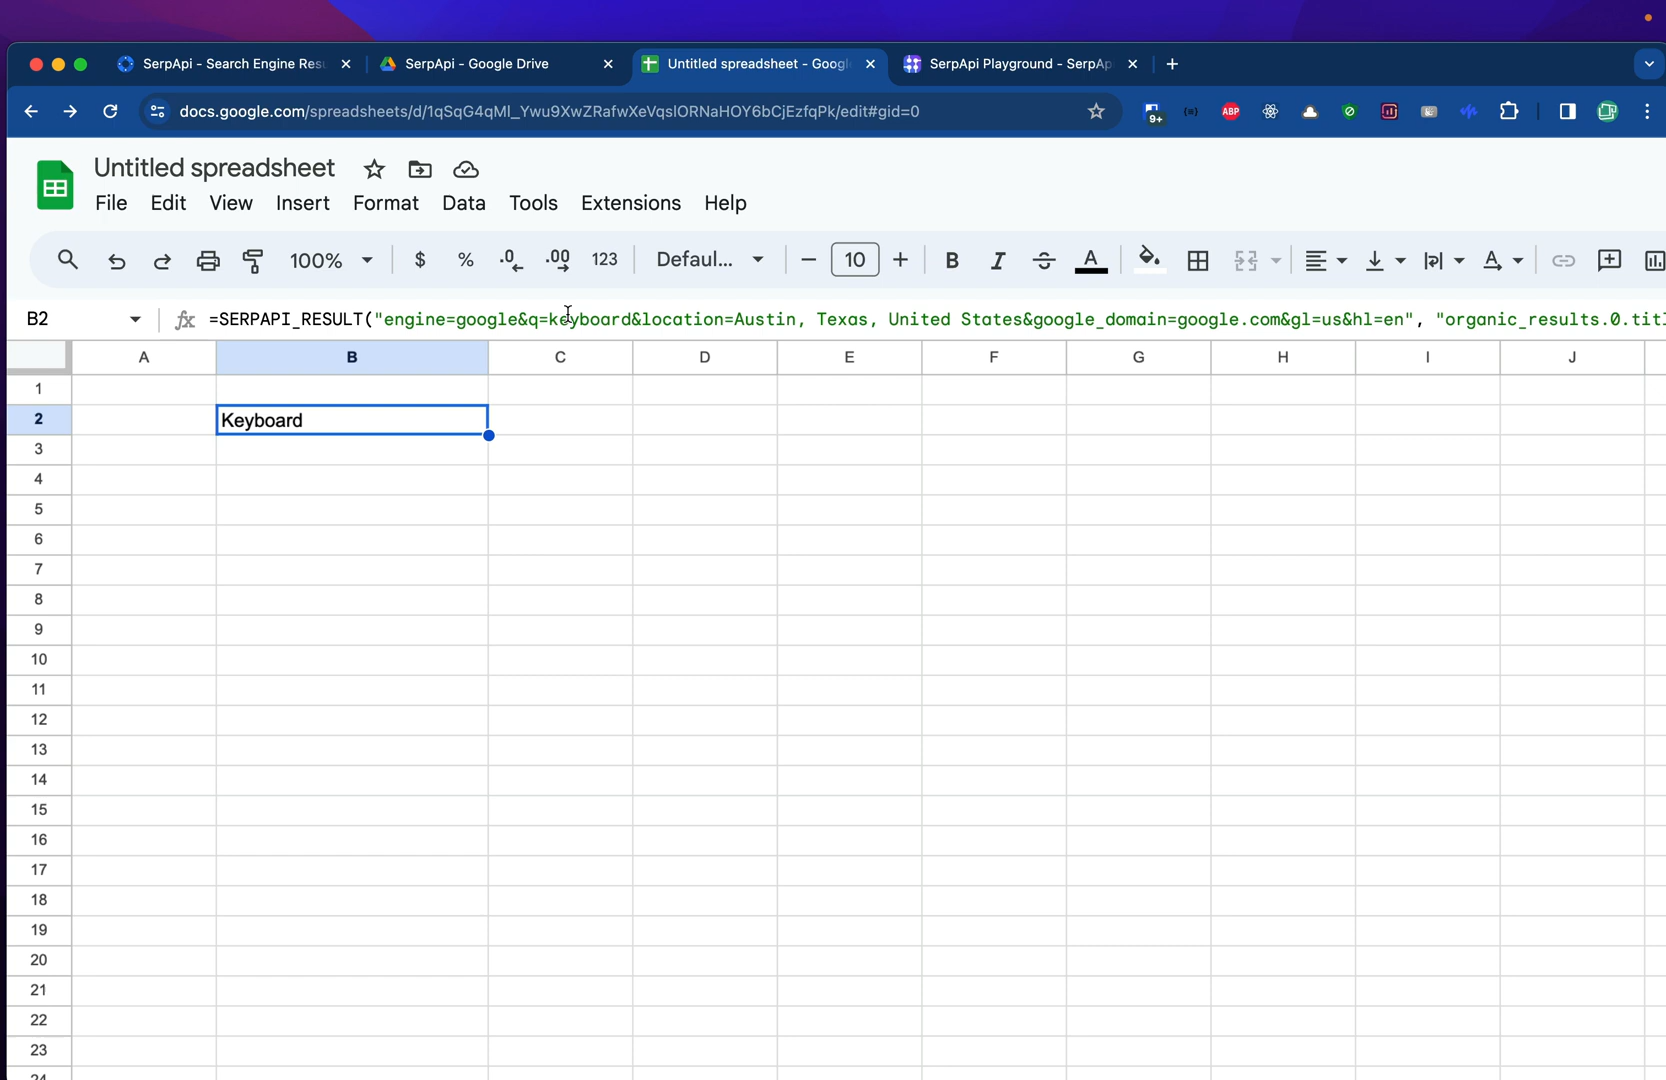 SerpApi - Search Engine Resu
SerpApi - Google Drive
Untitled spreadsheet - Googl
SerpApi Playground - SerpAp
docs.google.com/spreadsheets/d/1qSqG4qMl_Ywu9XwZRafwXeVqslORNaHOY6bCjEzfqPk/edit#gid=0
9+
ABP
Untitled spreadsheet
File Edit View Insert Format Data Tools Extensions Help
100% $ % .0 .00 123 Defaul... 10 B I S A
B2 fx =SERPAPI_RESULT("engine=google&q=keyboard&location=Austin, Texas, United States&google_domain=google.com&gl=us&hl=en", "organic_results.0.titl
A B C D E F G H I J
1
2 Keyboard
3
4
5
6
7
8
9
10
11
12
13
14
15
16
17
18
19
20
21
22
23
24